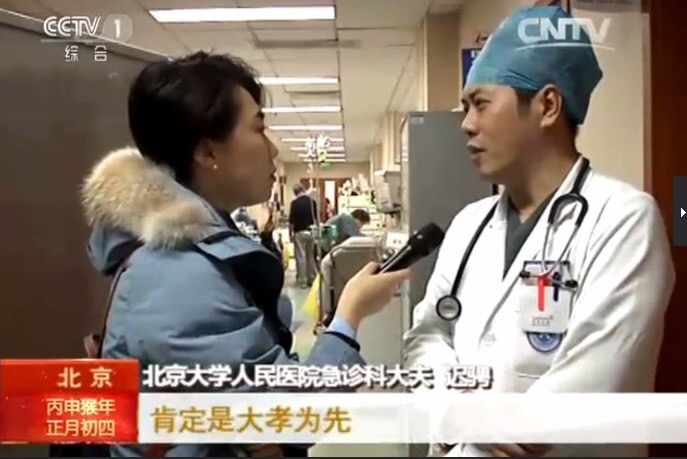 CCTV 1
综合
CNTV
北京
丙申猴年
正月初四
北京大学人民医院急诊科大夫 迟骋
肯定是大孝为先